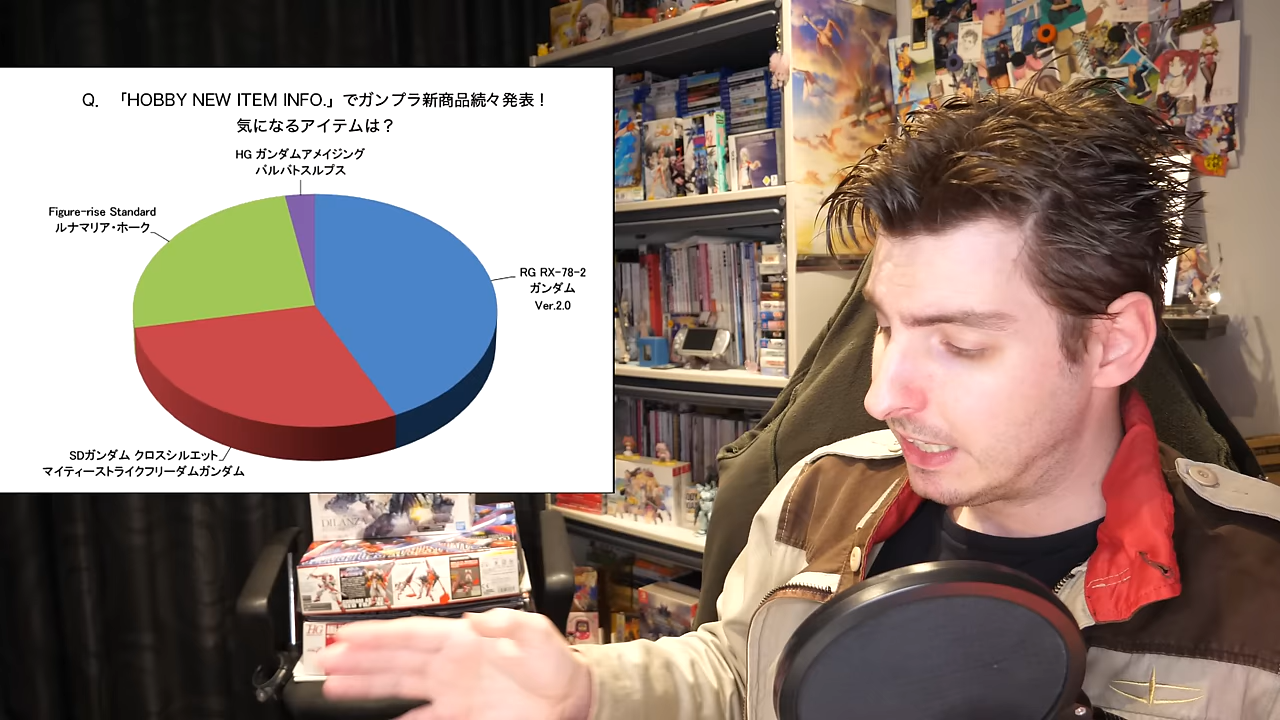 Q. 「HOBBY NEW ITEM INFO.」でガンプラ新商品続々発表！
気になるアイテムは？
HG ガンダムアメイジング
バルバトスルプス
Figure-rise Standard
ルナマリア・ホーク
RG RX-78-2
ガンダム
Ver.2.0
SDガンダム クロスシルエット
マイティーストライクフリーダムガンダム
DILANZA
HG